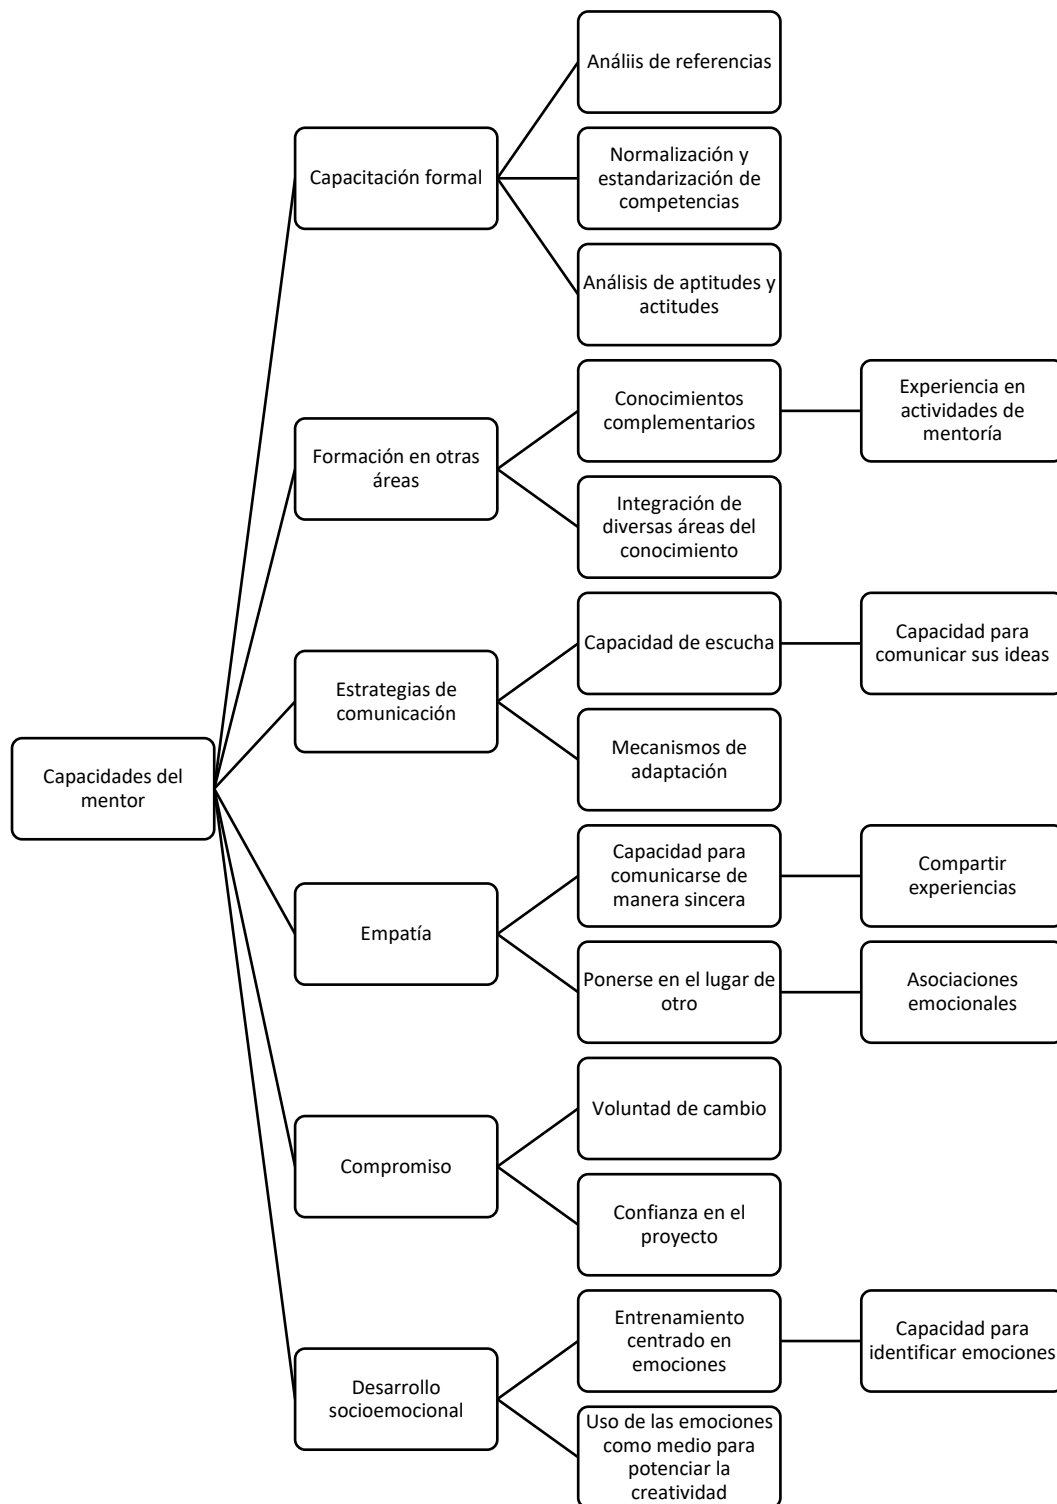 Análiis de referencias
Capacitación formal
Normalización y
estandarización de
competencias
Análisis de aptitudes y
actitudes
Formación en otras
áreas
Conocimientos
complementarios
Experiencia en
actividades de
mentoría
Integración de
diversas áreas del
conocimiento
Capacidades del
mentor
Estrategias de
comunicación
Capacidad de escucha
Capacidad para
comunicar sus ideas
Mecanismos de
adaptación
Empatía
Capacidad para
comunicarse de
manera sincera
Compartir
experiencias
Ponerse en el lugar de
otro
Asociaciones
emocionales
Compromiso
Voluntad de cambio
Confianza en el
proyecto
Desarrollo
socioemocional
Entrenamiento
centrado en
emociones
Capacidad para
identificar emociones
Uso de las emociones
como medio para
potenciar la
creatividad